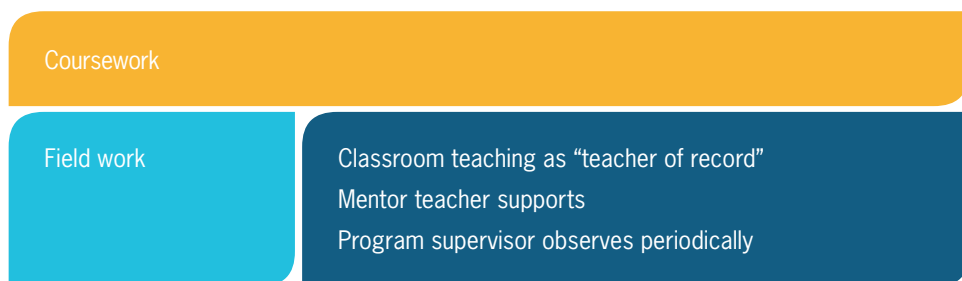 Coursework
Field work
Classroom teaching as “teacher of record”
Mentor teacher supports
Program supervisor observes periodically